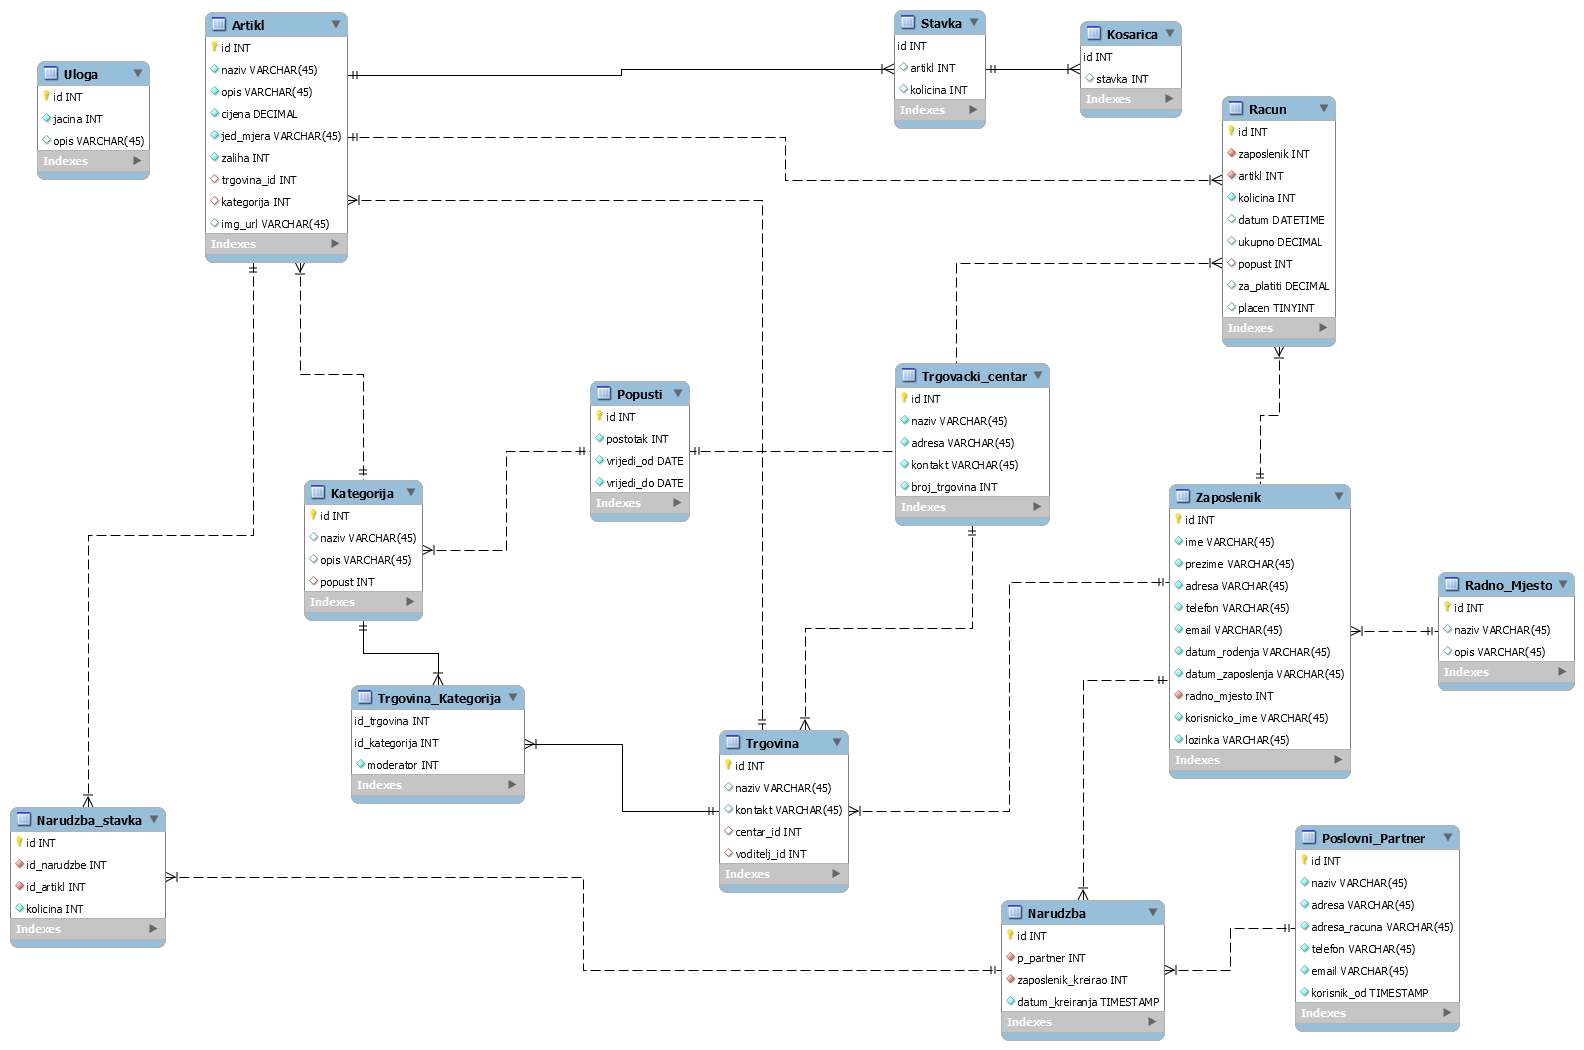 Uloga
id INT
jacina INT
opis VARCHAR(45)
Indexes
Artikl
id INT
naziv VARCHAR(45)
opis VARCHAR(45)
cijena DECIMAL
jed_mjera VARCHAR(45)
zaliha INT
trgovina_id INT
kategorija INT
img_url VARCHAR(45)
Indexes
Stavka
id INT
artikl INT
kolicina INT
Indexes
Kosarica
id INT
stavka INT
Indexes
Racun
id INT
zaposlenik INT
artikl INT
kolicina INT
datum DATETIME
ukupno DECIMAL
popust INT
za_platiti DECIMAL
placen TINYINT
Indexes
Trgovacki_centar
id INT
naziv VARCHAR(45)
adresa VARCHAR(45)
kontakt VARCHAR(45)
broj_trgovina INT
Indexes
Popusti
id INT
postotak INT
vrijedi_od DATE
vrijedi_do DATE
Indexes
Kategorija
id INT
naziv VARCHAR(45)
opis VARCHAR(45)
popust INT
Indexes
Zaposlenik
id INT
ime VARCHAR(45)
prezime VARCHAR(45)
adresa VARCHAR(45)
telefon VARCHAR(45)
email VARCHAR(45)
datum_rodenja VARCHAR(45)
datum_zaposlenja VARCHAR(45)
radno_mjesto INT
korisnicko_ime VARCHAR(45)
lozinka VARCHAR(45)
Indexes
Radno_Mjesto
id INT
naziv VARCHAR(45)
opis VARCHAR(45)
Indexes
Trgovina_Kategorija
id_trgovina INT
id_kategorija INT
moderator INT
Indexes
Trgovina
id INT
naziv VARCHAR(45)
kontakt VARCHAR(45)
centar_id INT
voditelj_id INT
Indexes
Narudzba_stavka
id INT
id_narudzbe INT
id_artikl INT
kolicina INT
Indexes
Narudzba
id INT
p_partner INT
zaposlenik_kreirao INT
datum_kreiranja TIMESTAMP
Indexes
Poslovni_Partner
id INT
naziv VARCHAR(45)
adresa VARCHAR(45)
adresa_racuna VARCHAR(45)
telefon VARCHAR(45)
email VARCHAR(45)
korisnik_od TIMESTAMP
Indexes